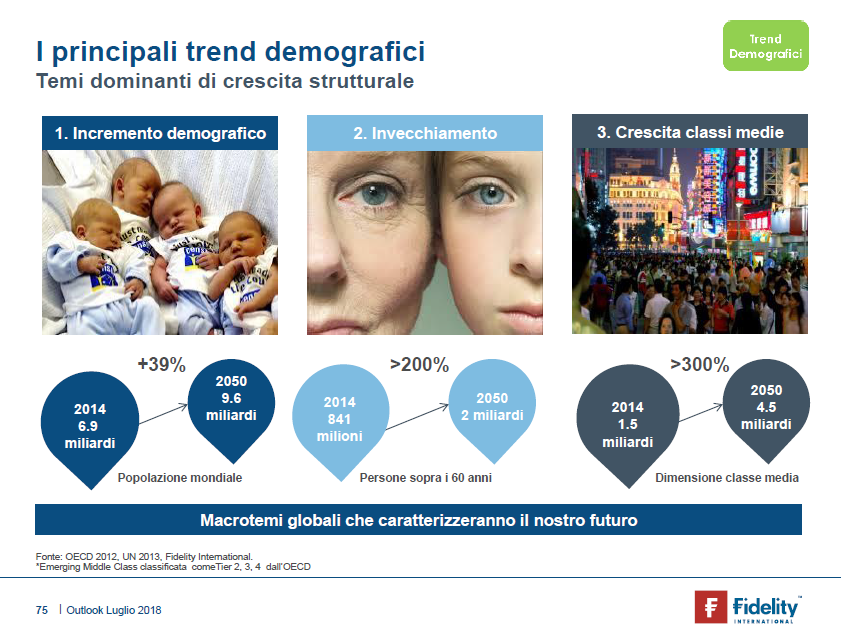 I principali trend demografici
Temi dominanti di crescita strutturale
Trend
Demografici
1. Incremento demografico
2. Invecchiamento
3. Crescita classi medie
+39%
2014
6.9
miliardi
2050
9.6
miliardi
Popolazione mondiale
>200%
2014
841
milioni
2050
2 miliardi
Persone sopra i 60 anni
>300%
2014
1.5
miliardi
2050
4.5
miliardi
Dimensione classe media
Macrotemi globali che caratterizzeranno il nostro futuro
Fonte: OECD 2012, UN 2013, Fidelity International.
*Emerging Middle Class classificata comeTier 2, 3, 4 dall'OECD
75 | Outlook Luglio 2018
Fidelity™
INTERNATIONAL